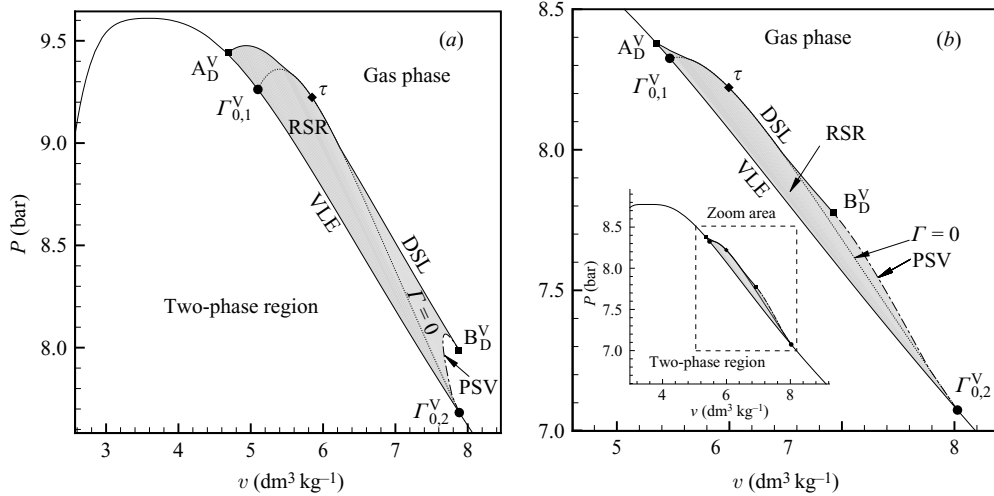 (a)
9.5
9.0
8.5
8.0
P (bar)
A_D^V
Γ_{0,1}^V
τ
Gas phase
RSR
VLE
DSL
Γ = 0
Two-phase region
B_D^V
PSV
Γ_{0,2}^V
3 4 5 6 7 8
v (dm³ kg⁻¹)
(b)
8.5
8.0
7.5
7.0
P (bar)
A_D^V
Γ_{0,1}^V
τ
Gas phase
RSR
DSL
VLE
B_D^V
Γ = 0
PSV
Γ_{0,2}^V
Zoom area
8.5
8.0
7.5
7.0
P (bar)
Two-phase region
4 6 8
v (dm³ kg⁻¹)
5 6 7 8
v (dm³ kg⁻¹)